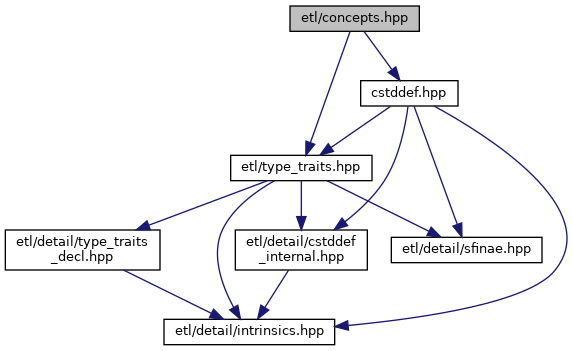 etl/concepts.hpp
cstddef.hpp
etl/type_traits.hpp
etl/detail/type_traits
_decl.hpp
etl/detail/cstddef
_internal.hpp
etl/detail/sfinae.hpp
etl/detail/intrinsics.hpp